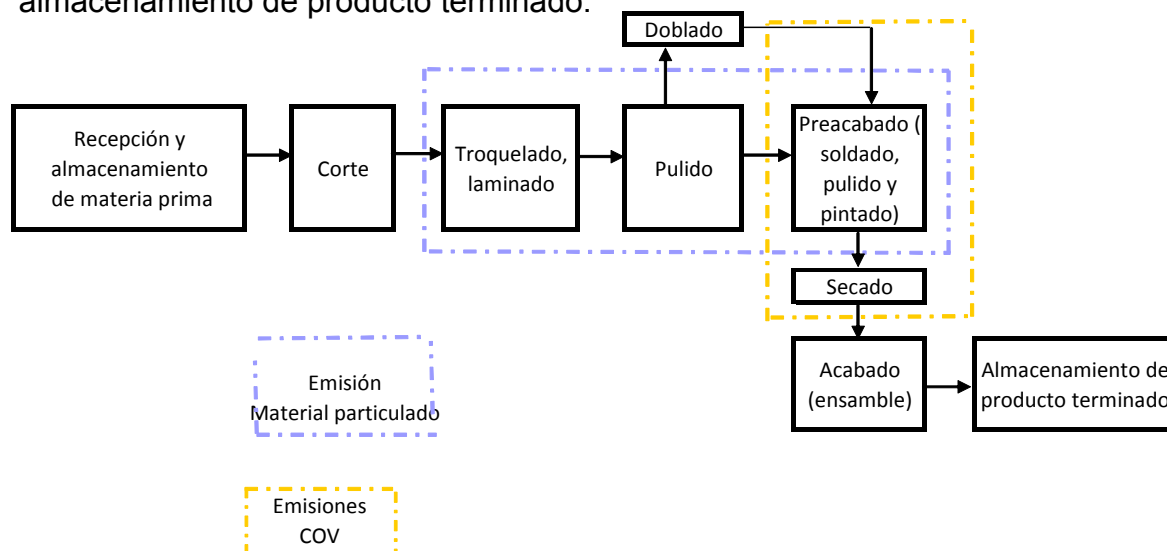 almacenamiento de producto terminado.
Doblado
Recepción y
almacenamiento
de materia prima
Corte
Troquelado,
laminado
Pulido
Preacabado (
soldado,
pulido y
pintado)
Secado
Acabado
(ensamble)
Almacenamiento de
producto terminado
Emisión
Material particulado
Emisiones
COV